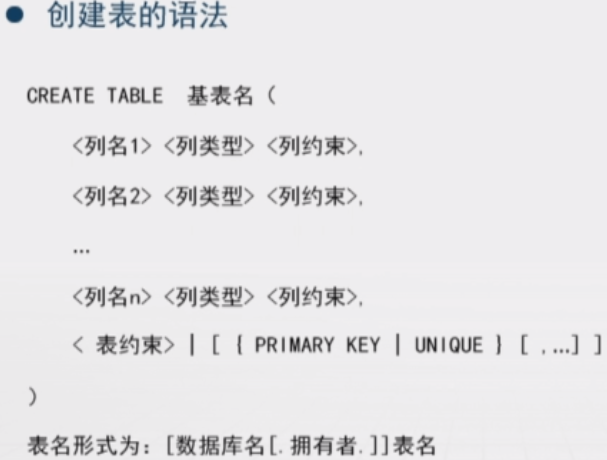 ● 创建表的语法
CREATE TABLE 基表名（
<列名1> <列类型> <列约束>,
<列名2> <列类型> <列约束>,
…
<列名n> <列类型> <列约束>,
< 表约束> | [ { PRIMARY KEY | UNIQUE } [ ,…] ]
）
表名形式为：[数据库名[.拥有者.]]表名